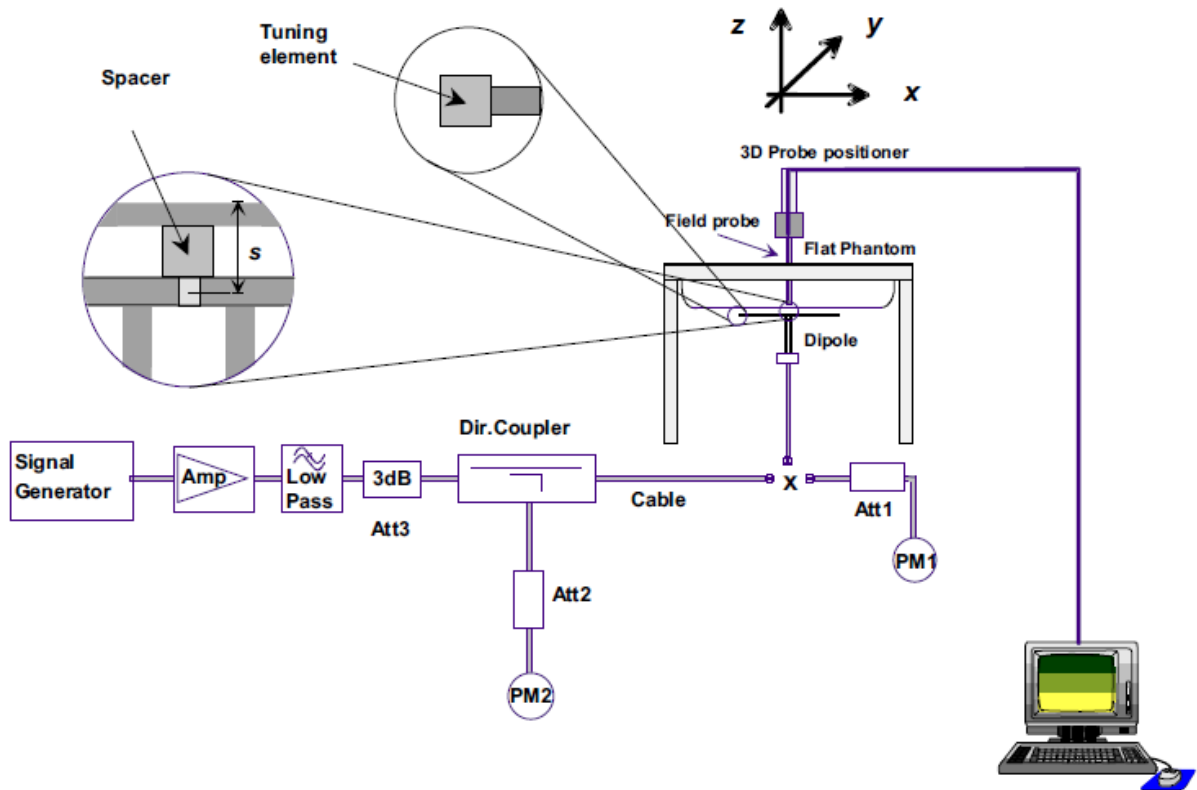 Tuning
element
Spacer
z
y
x
s
3D Probe positioner
Field probe
Flat Phantom
Dipole
Dir.Coupler
Signal
Generator
Amp
Low
Pass
3dB
Att3
Cable
x
Att1
PM1
Att2
PM2